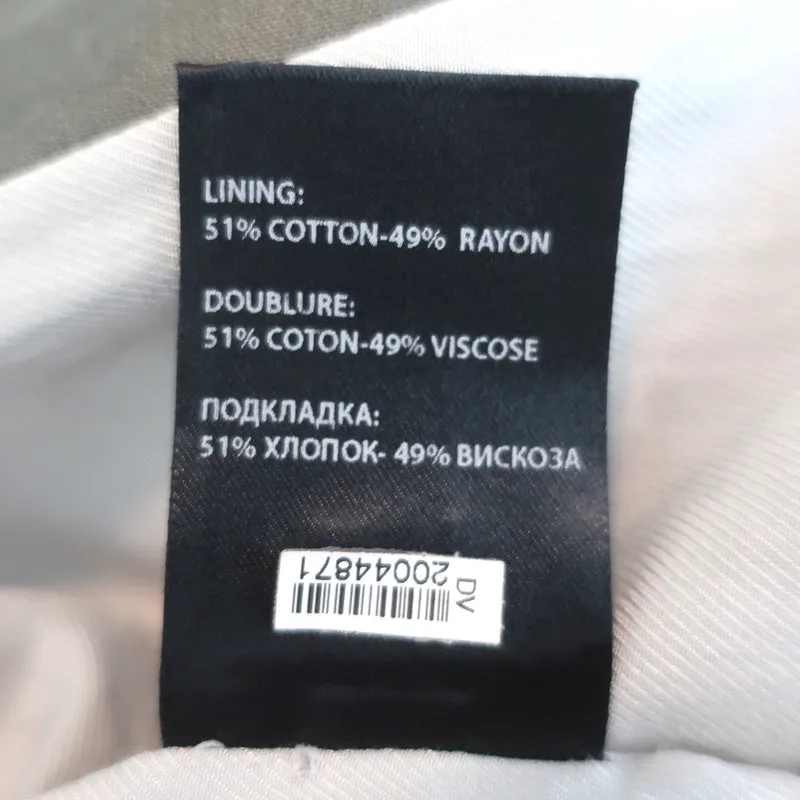 LINING:
51% COTTON-49% RAYON
DOUBLURE:
51% COTON-49% VISCOSE
ПОДКЛАДКА:
51% ХЛОПОК- 49% ВИСКОЗА
DV
20044871